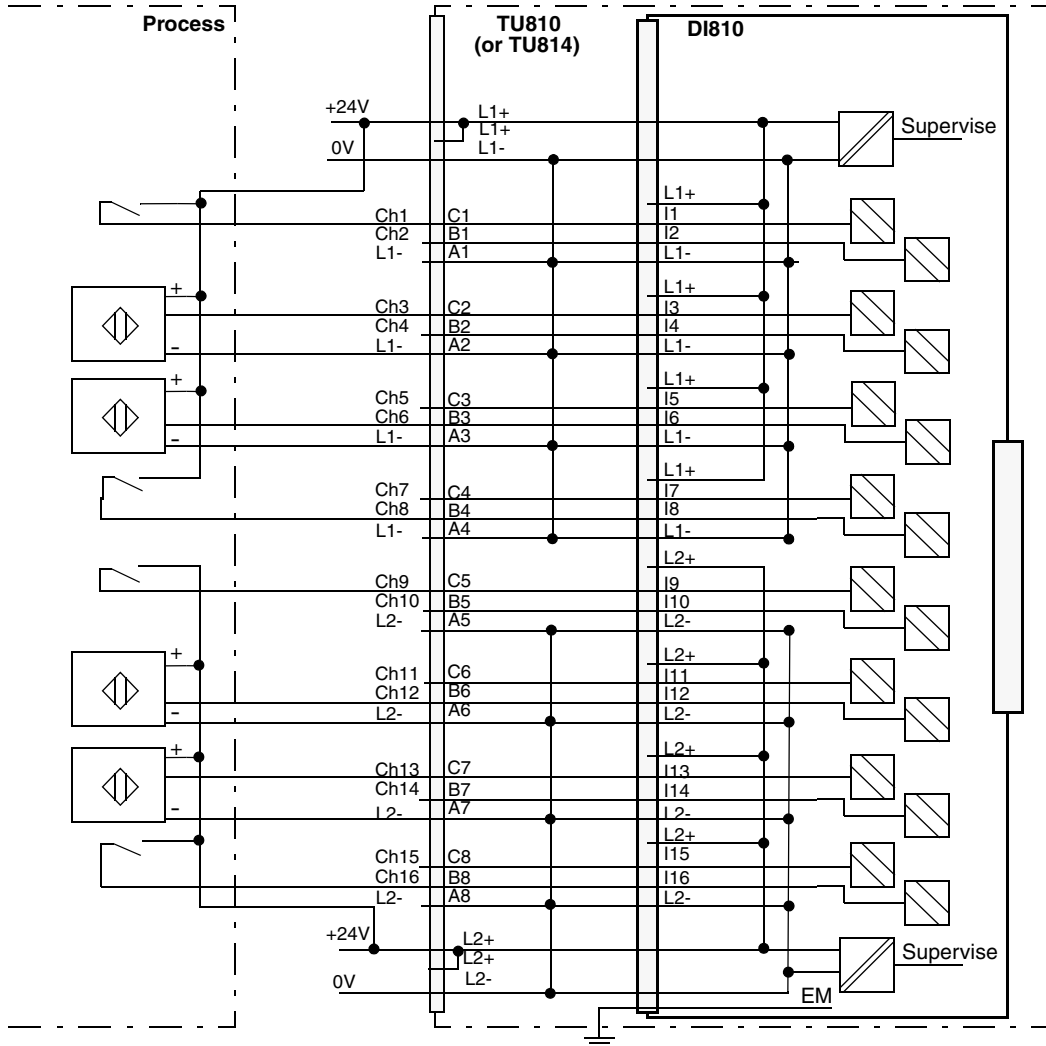 Process
TU810
(or TU814)
DI810
+24V
L1+
L1+
0V
L1-
Supervise
L1+
Ch1 C1 I1
Ch2 B1 I2
L1- A1 L1-
+
L1+
Ch3 C2 I3
Ch4 B2 I4
- L1- A2 L1-
+
L1+
Ch5 C3 I5
Ch6 B3 I6
- L1- A3 L1-
L1+
Ch7 C4 I7
Ch8 B4 I8
L1- A4 L1-
L2+
Ch9 C5 I9
Ch10 B5 I10
L2- A5 L2-
+
L2+
Ch11 C6 I11
Ch12 B6 I12
- L2- A6 L2-
+
L2+
Ch13 C7 I13
Ch14 B7 I14
- L2- A7 L2-
L2+
Ch15 C8 I15
Ch16 B8 I16
L2- A8 L2-
+24V
L2+
L2+
Supervise
0V
L2-
EM